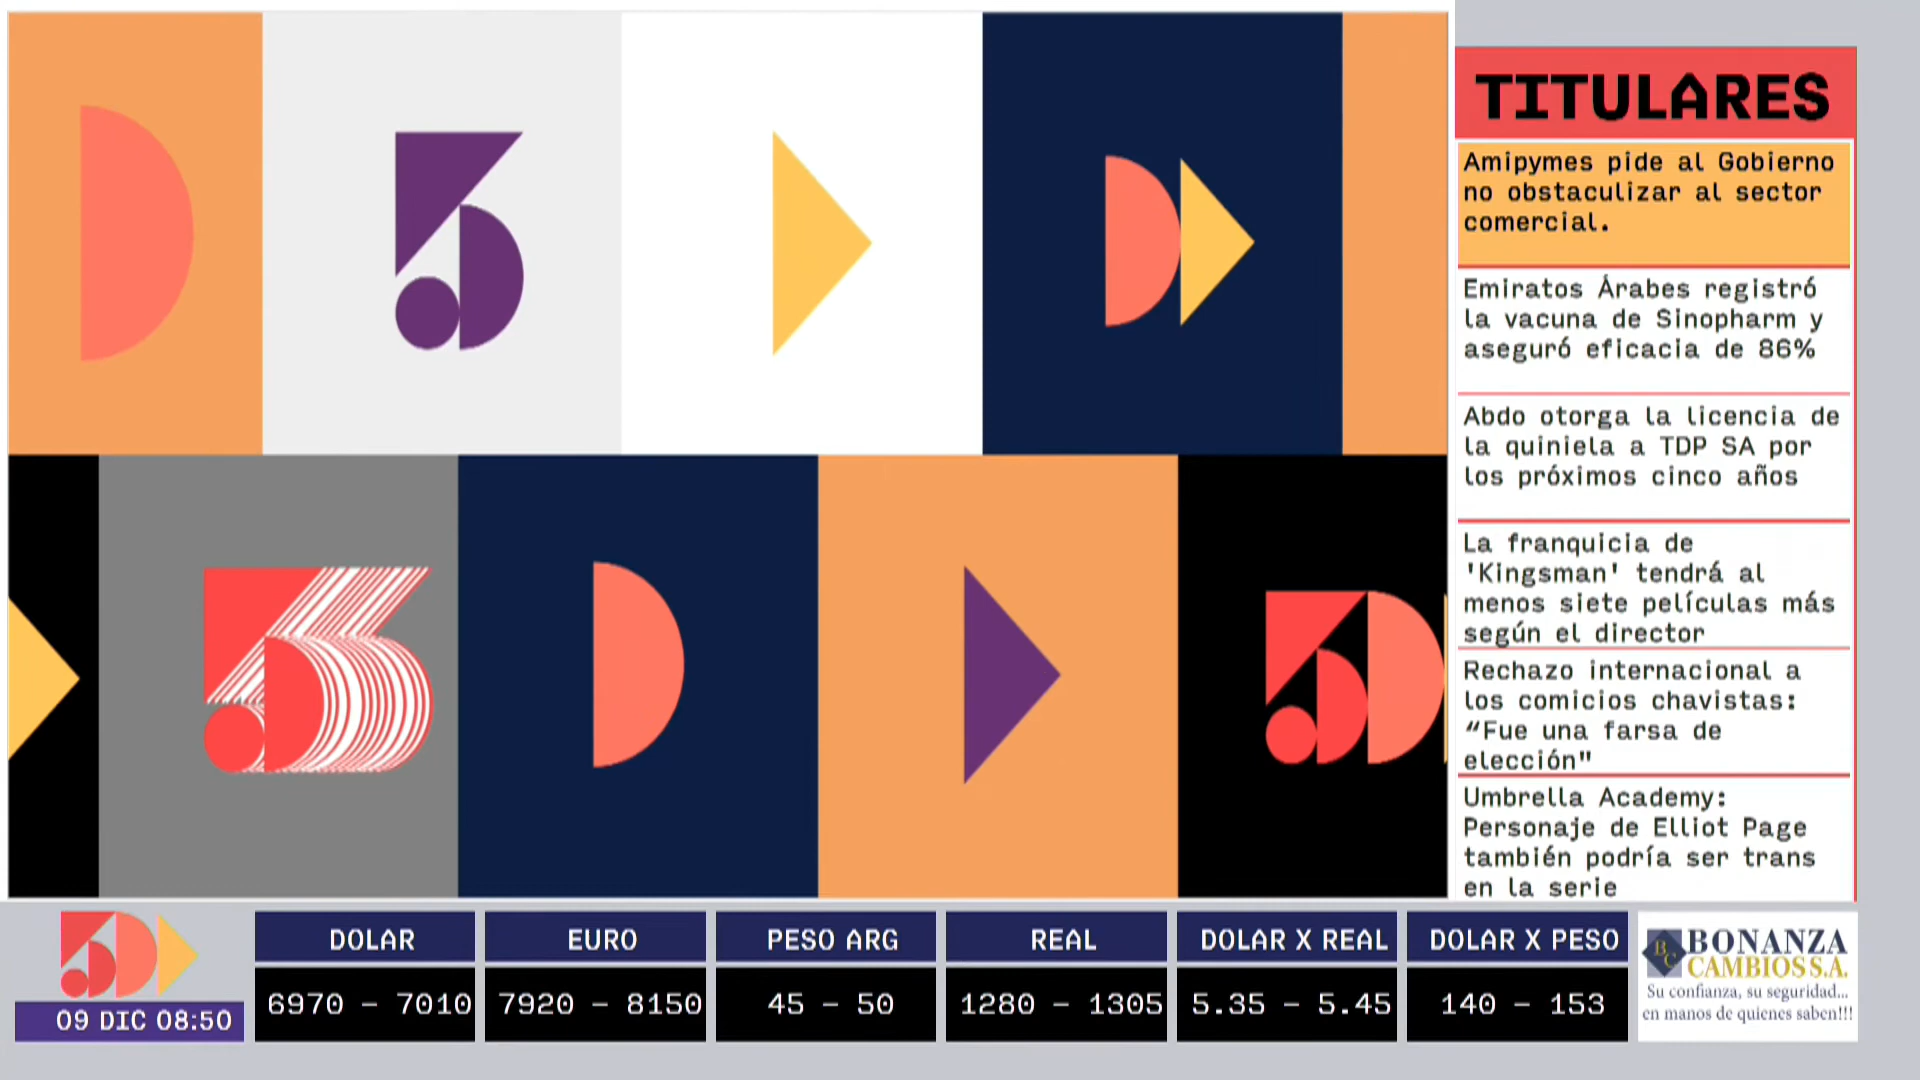 TITULARES
Amipymes pide al Gobierno
no obstaculizar al sector
comercial.
Emiratos Árabes registró
la vacuna de Sinopharm y
aseguró eficacia de 86%
Abdo otorga la licencia de
la quiniela a TDP SA por
los próximos cinco años
La franquicia de
'Kingsman' tendrá al
menos siete películas más
según el director
Rechazo internacional a
los comicios chavistas:
“Fue una farsa de
elección"
Umbrella Academy:
Personaje de Elliot Page
también podría ser trans
en la serie
5
5
5D
5D
09 DIC 08:50
DOLAR
6970 - 7010
EURO
7920 - 8150
PESO ARG
45 - 50
REAL
1280 - 1305
DOLAR X REAL
5.35 - 5.45
DOLAR X PESO
140 - 153
BC
BONANZA
CAMBIOS S.A.
Su confianza, su seguridad...
en manos de quienes saben!!!